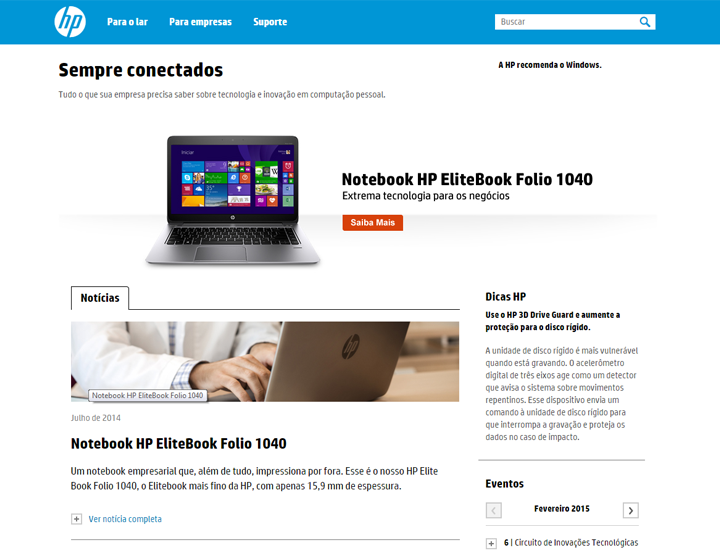 hp
Para o lar
Para empresas
Suporte
Buscar
Sempre conectados
A HP recomenda o Windows.
Tudo o que sua empresa precisa saber sobre tecnologia e inovação em computação pessoal.
Iniciar
Notebook HP EliteBook Folio 1040
Extrema tecnologia para os negócios
Saiba Mais
Notícias
hp
Notebook HP EliteBook Folio 1040
Julho de 2014
Notebook HP EliteBook Folio 1040
Um notebook empresarial que, além de tudo, impressiona por fora. Esse é o nosso HP Elite
Book Folio 1040, o Elitebook mais fino da HP, com apenas 15,9 mm de espessura.
Ver notícia completa
Dicas HP
Use o HP 3D Drive Guard e aumente a
proteção para o disco rígido.
A unidade de disco rígido é mais vulnerável
quando está gravando. O acelerômetro
digital de três eixos age como um detector
que avisa o sistema sobre movimentos
repentinos. Esse dispositivo envia um
comando à unidade de disco rígido para
que interrompa a gravação e proteja os
dados no caso de impacto.
Eventos
Fevereiro 2015
6 | Circuito de Inovações Tecnológicas